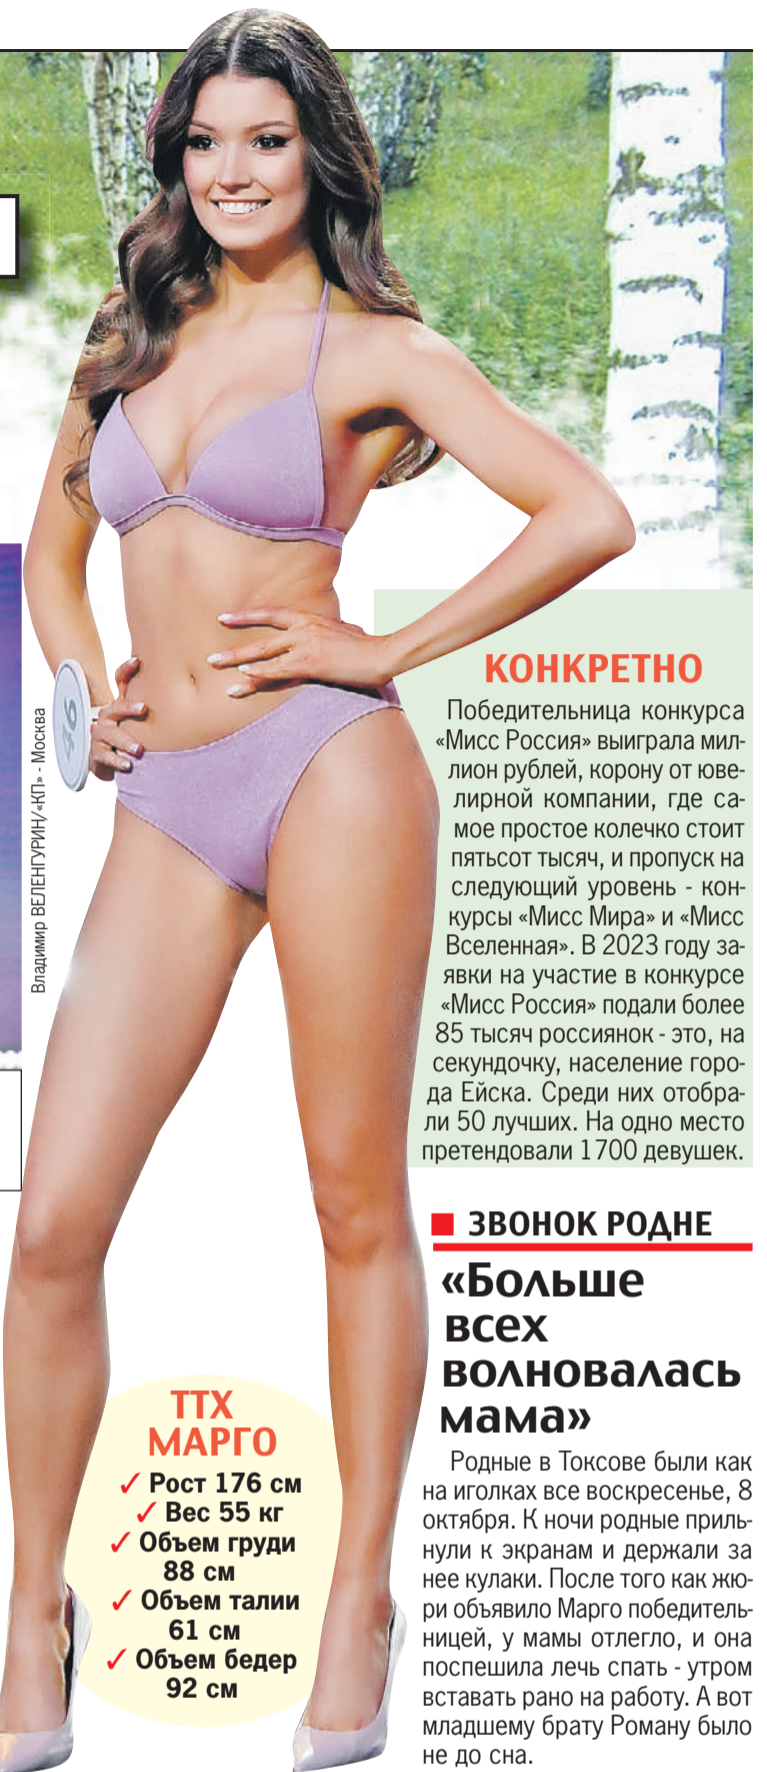 46
Владимир ВЕЛЕНГУРИН/«КП» - Москва
КОНКРЕТНО
Победительница конкурса
«Мисс Россия» выиграла мил-
лион рублей, корону от юве-
лирной компании, где са-
мое простое колечко стоит
пятьсот тысяч, и пропуск на
следующий уровень - кон-
курсы «Мисс Мира» и «Мисс
Вселенная». В 2023 году за-
явки на участие в конкурсе
«Мисс Россия» подали более
85 тысяч россиянок - это, на
секундочку, население горо-
да Ейска. Среди них отобра-
ли 50 лучших. На одно место
претендовали 1700 девушек.
ЗВОНОК РОДНЕ
«Больше
всех
волновалась
мама»
Родные в Токсове были как
на иголках все воскресенье, 8
октября. К ночи родные приль-
нули к экранам и держали за
нее кулаки. После того как жю-
ри объявило Марго победитель-
ницей, у мамы отлегло, и она
поспешила лечь спать - утром
вставать рано на работу. А вот
младшему брату Роману было
не до сна.
ТТХ
МАРГО
✓ Рост 176 см
✓ Вес 55 кг
✓ Объем груди
88 см
✓ Объем талии
61 см
✓ Объем бедер
92 см